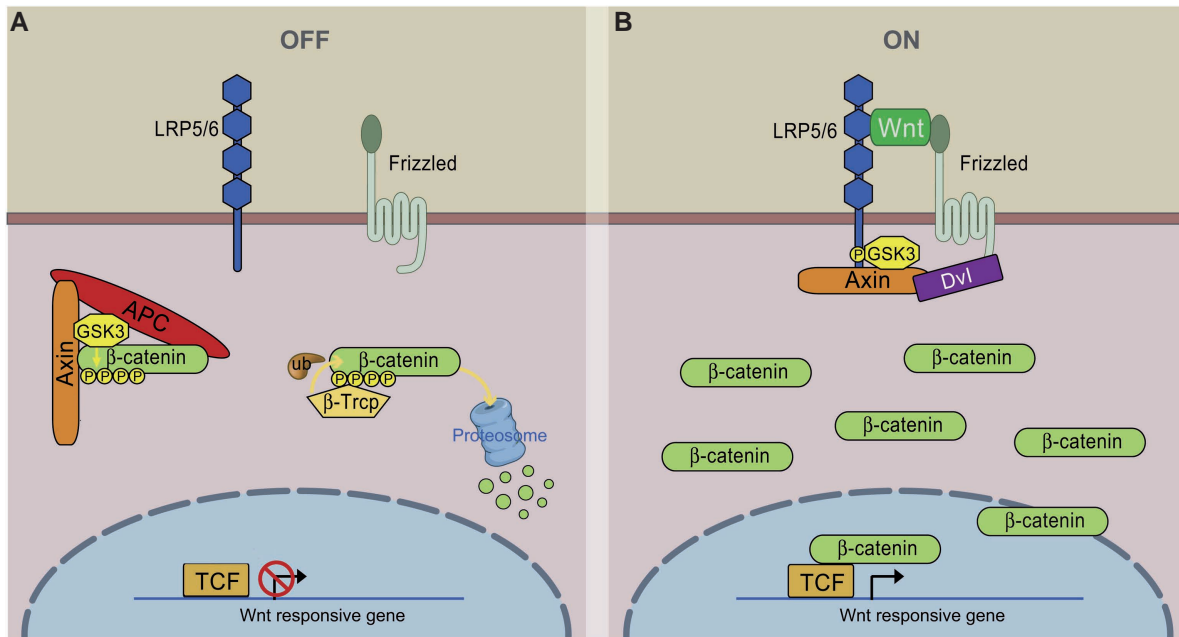 A
OFF
LRP5/6
Frizzled
APC
GSK3
Axin
β-catenin
P P P P
ub
β-catenin
P P P P
β-Trcp
Proteosome
TCF
Wnt responsive gene
B
ON
LRP5/6
Wnt
Frizzled
P
GSK3
Axin
Dvl
β-catenin
β-catenin
β-catenin
β-catenin
β-catenin
β-catenin
β-catenin
TCF
Wnt responsive gene